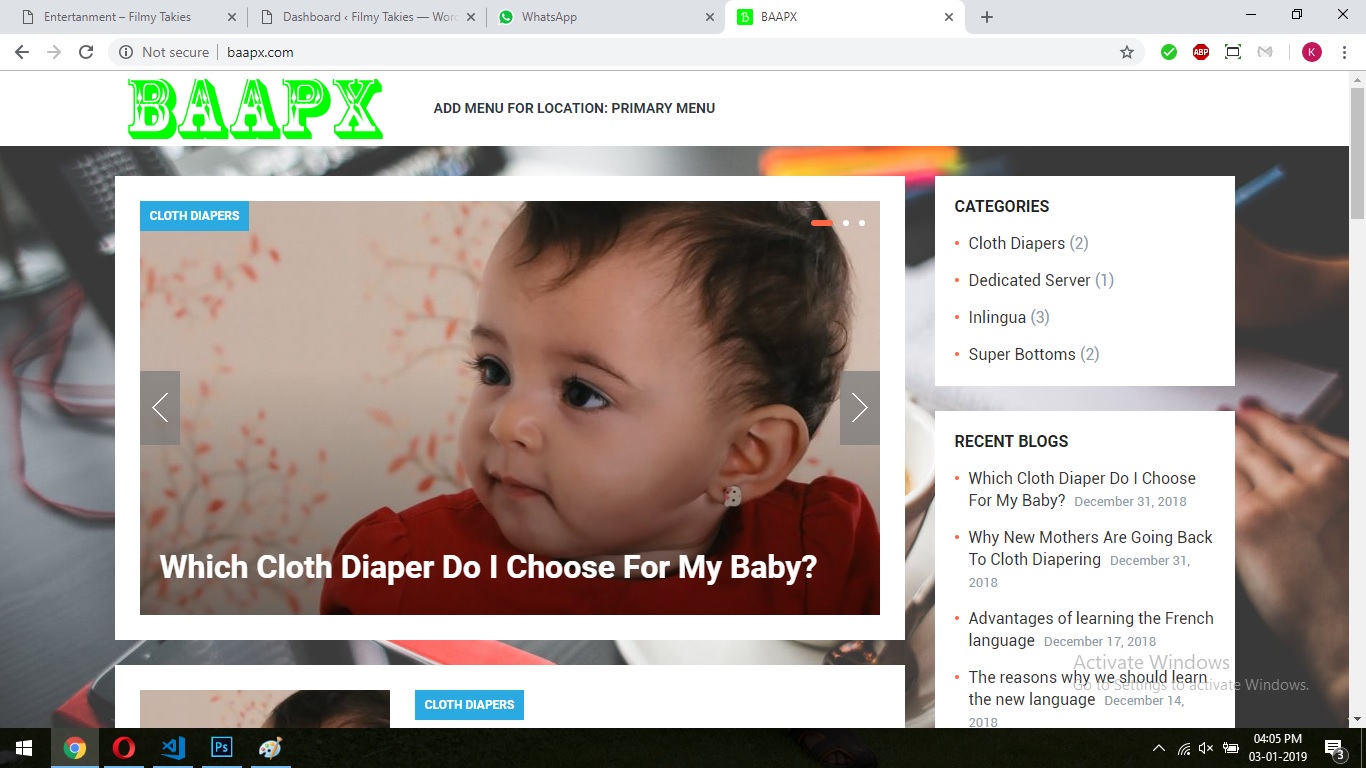 Entertanment – Filmy Takies
Dashboard ‹ Filmy Takies — Word
WhatsApp
BAAPX
Not secure
baapx.com
ABP
K
BAAPX
ADD MENU FOR LOCATION: PRIMARY MENU
CLOTH DIAPERS
Which Cloth Diaper Do I Choose For My Baby?
CLOTH DIAPERS
CATEGORIES
Cloth Diapers (2)
Dedicated Server (1)
Inlingua (3)
Super Bottoms (2)
RECENT BLOGS
Which Cloth Diaper Do I Choose
For My Baby? December 31, 2018
Why New Mothers Are Going Back
To Cloth Diapering December 31,
2018
Advantages of learning the French
language December 17, 2018
The reasons why we should learn
the new language December 14,
2018
Activate Windows
Go to Settings to activate Windows.
Ps
04:05 PM
03-01-2019
3